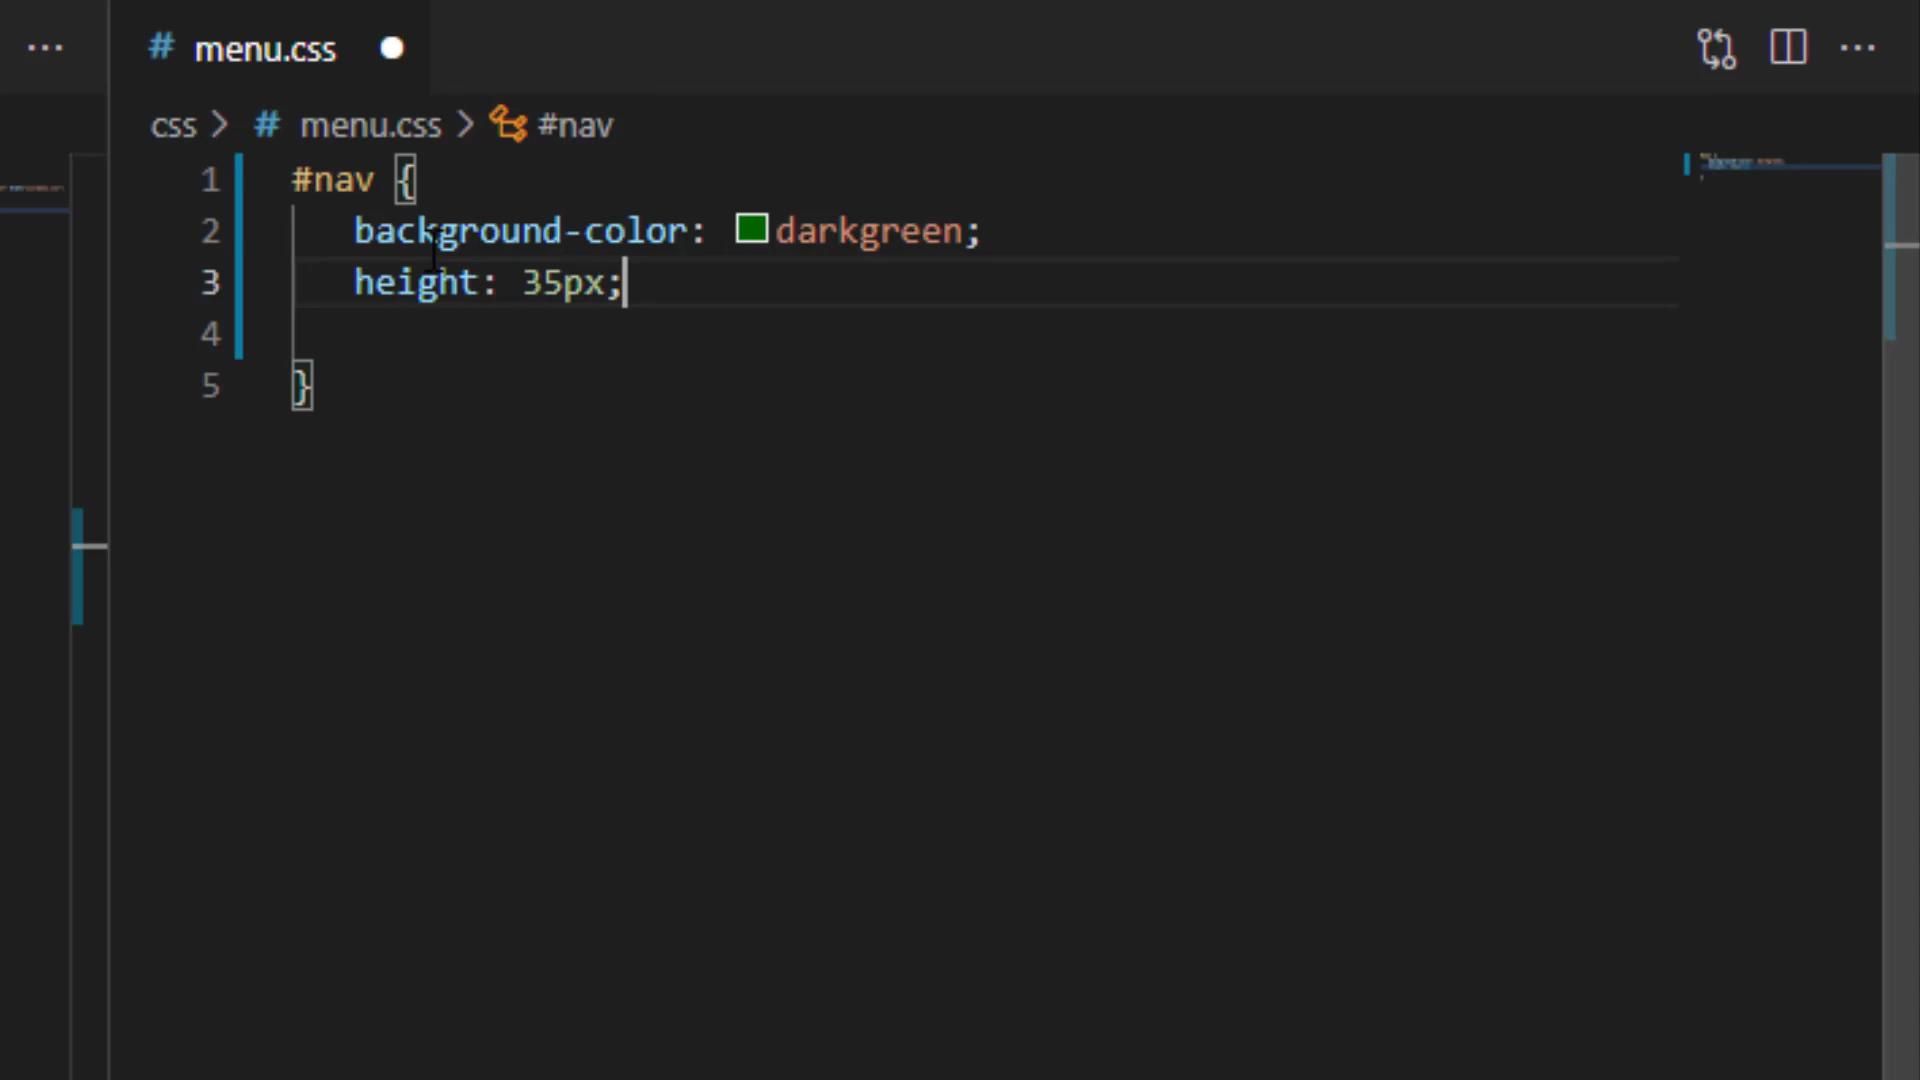 # menu.css
css > # menu.css > #nav
1 #nav {
2 background-color: darkgreen;
3 height: 35px;
4
5 }